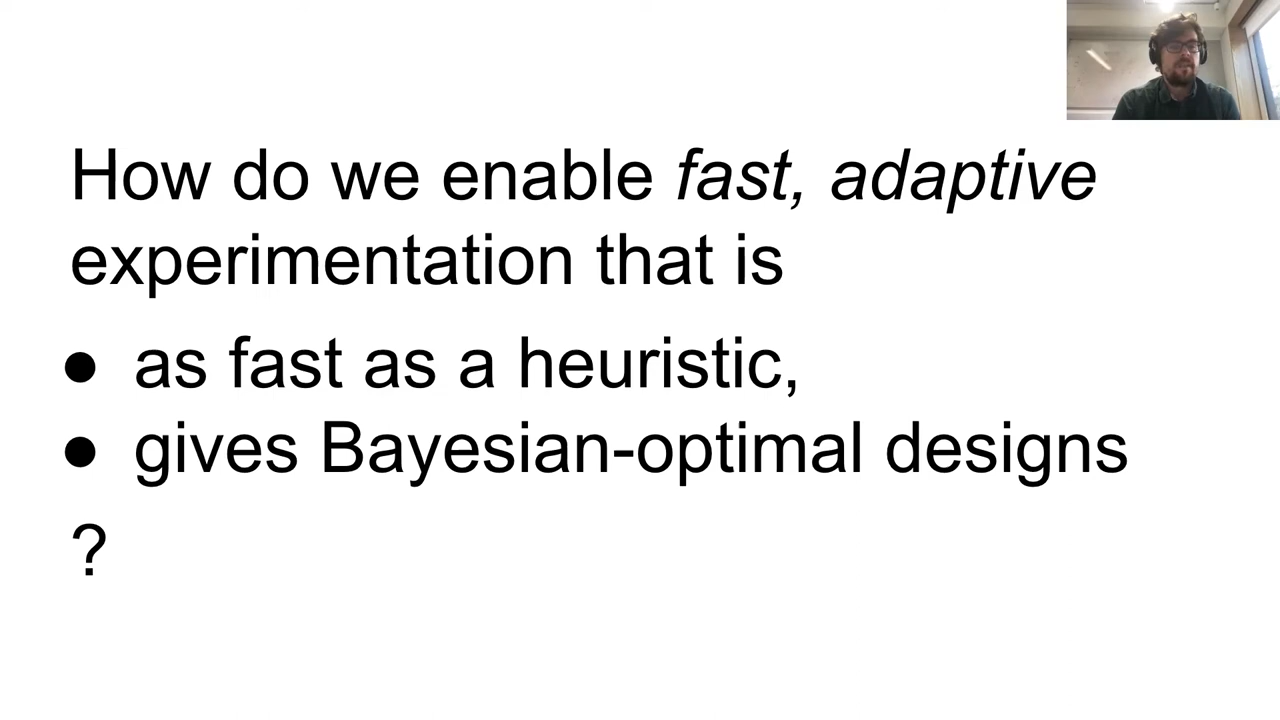 How do we enable fast, adaptive
experimentation that is
● as fast as a heuristic,
● gives Bayesian-optimal designs
?